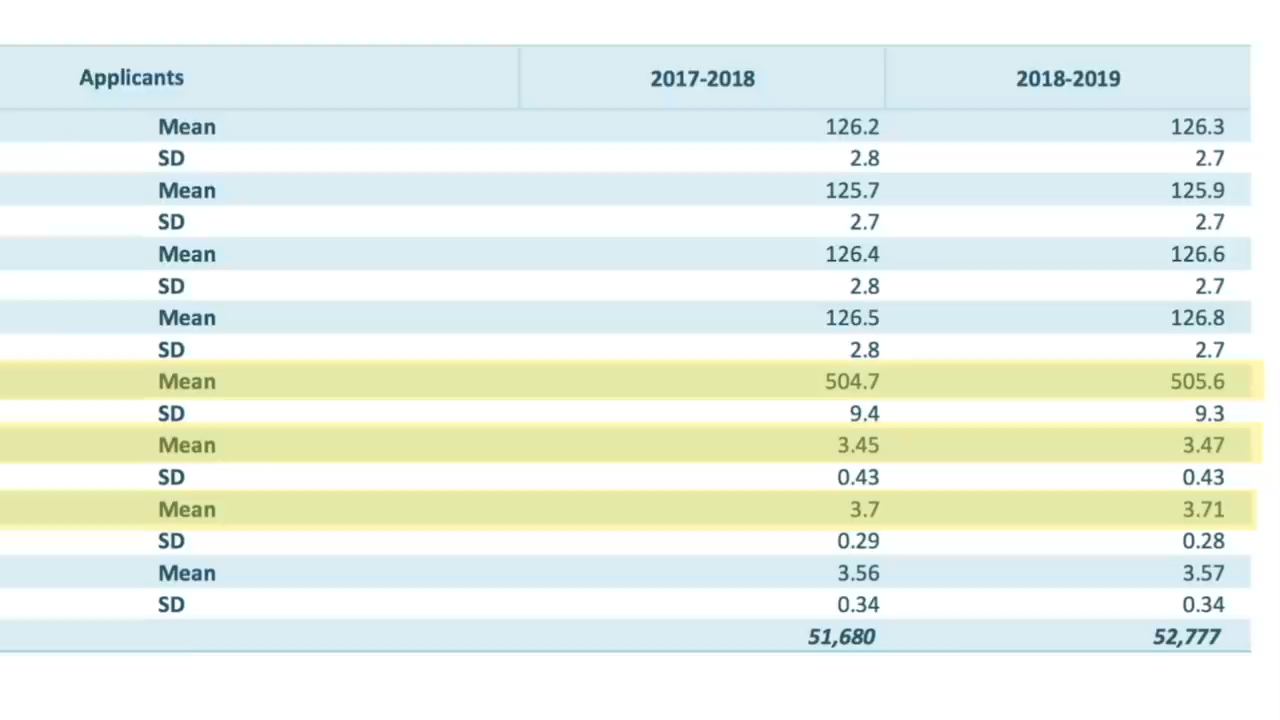 Applicants 2017-2018 2018-2019
Mean 126.2 126.3
SD 2.8 2.7
Mean 125.7 125.9
SD 2.7 2.7
Mean 126.4 126.6
SD 2.8 2.7
Mean 126.5 126.8
SD 2.8 2.7
Mean 504.7 505.6
SD 9.4 9.3
Mean 3.45 3.47
SD 0.43 0.43
Mean 3.7 3.71
SD 0.29 0.28
Mean 3.56 3.57
SD 0.34 0.34
51,680 52,777